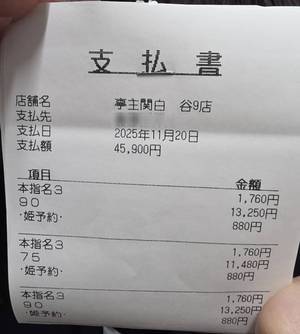 支払書
店舗名 亭主関白 谷9店
支払先
支払日 2025年11月20日
支払額 45,900円
項目 金額
本指名3 1,760円
90 13,250円
·姫予約· 880円
本指名3 1,760円
75 11,480円
·姫予約· 880円
本指名3 1,760円
90 13,250円
·姫予約· 880円